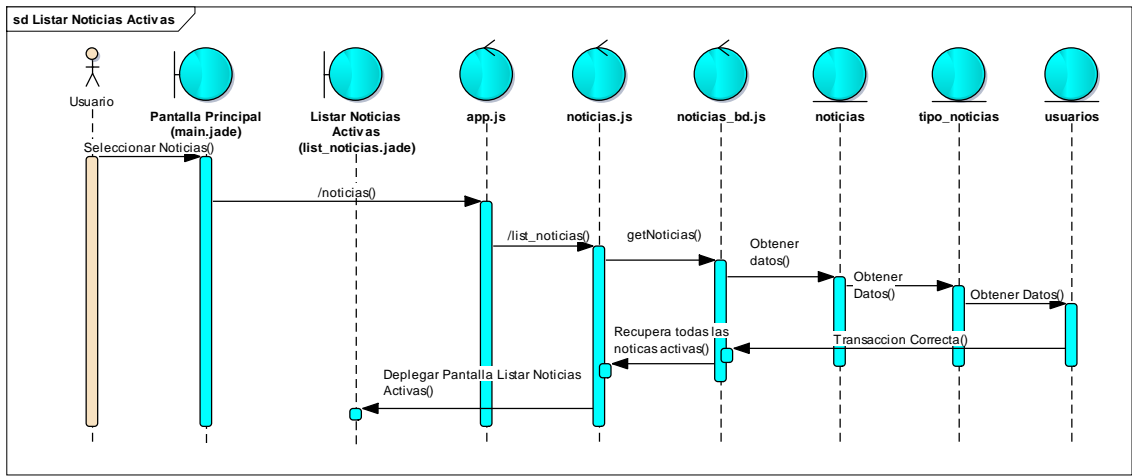 sd Listar Noticias Activas
Usuario
Pantalla Principal
(main.jade)
Listar Noticias
Activas
(list_noticias.jade)
app.js
noticias.js
noticias_bd.js
noticias
tipo_noticias
usuarios
Seleccionar Noticias()
/noticias()
/list_noticias()
getNoticias()
Obtener
datos()
Obtener
Datos()
Obtener Datos()
Transaccion Correcta()
Recupera todas las
noticas activas()
Deplegar Pantalla Listar Noticias
Activas()